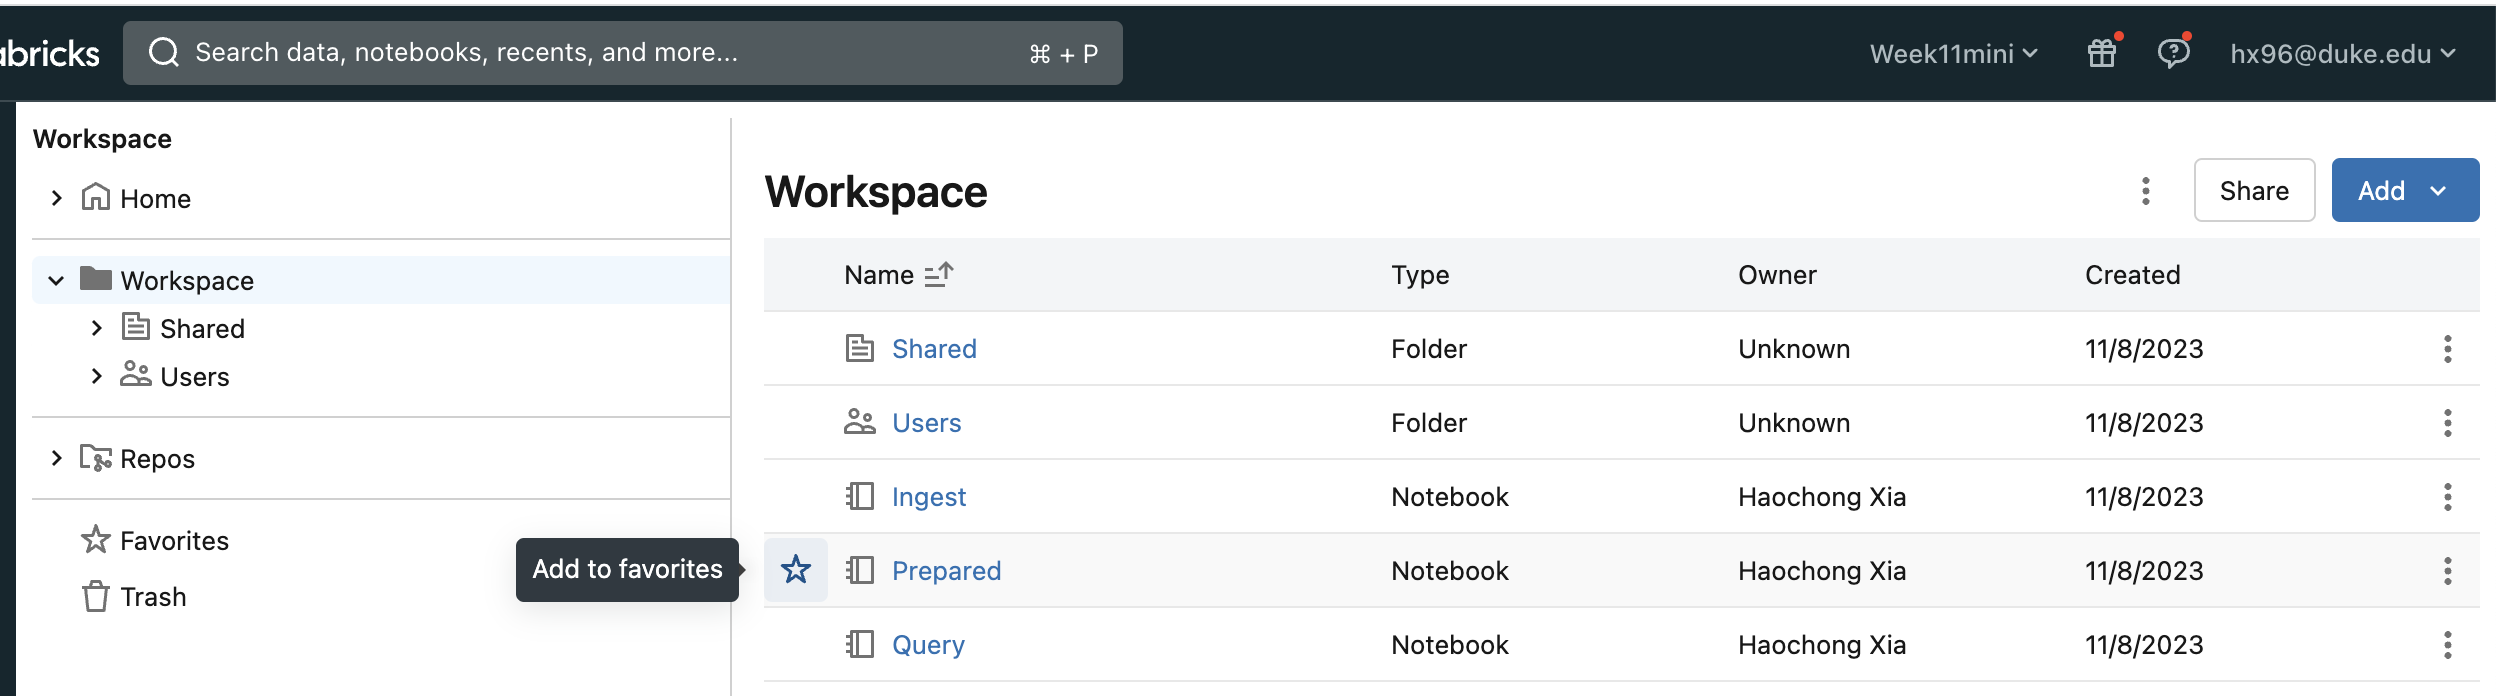 abricks
Search data, notebooks, recents, and more... ⌘ + P
Week11mini
hx96@duke.edu
Workspace
Home
Workspace
Shared
Users
Repos
Favorites
Trash
Add to favorites
Workspace
Share
Add
Name Type Owner Created
Shared Folder Unknown 11/8/2023
Users Folder Unknown 11/8/2023
Ingest Notebook Haochong Xia 11/8/2023
Prepared Notebook Haochong Xia 11/8/2023
Query Notebook Haochong Xia 11/8/2023